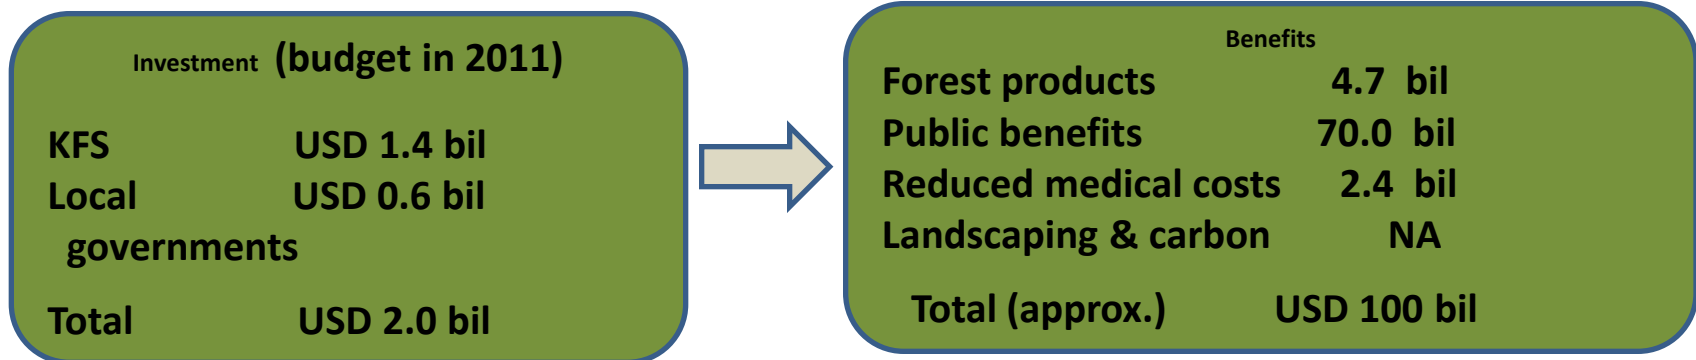 Investment (budget in 2011)
KFS USD 1.4 bil
Local USD 0.6 bil
governments
Total USD 2.0 bil
Benefits
Forest products 4.7 bil
Public benefits 70.0 bil
Reduced medical costs 2.4 bil
Landscaping & carbon NA
Total (approx.) USD 100 bil